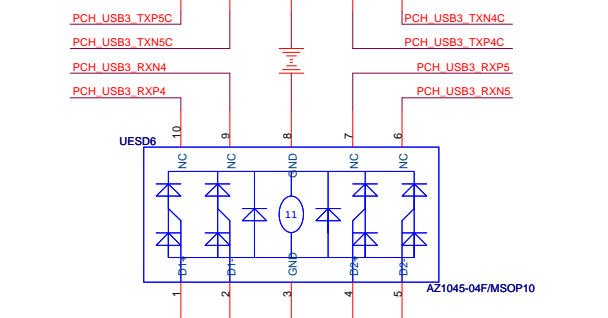 PCH_USB3_TXP5C
PCH_USB3_TXN4C
PCH_USB3_TXN5C
PCH_USB3_TXP4C
PCH_USB3_RXN4
PCH_USB3_RXP5
PCH_USB3_RXP4
PCH_USB3_RXN5
10
9
8
7
6
UESD6
NC
NC
GND
NC
NC
11
D1+
D1-
GND
D2+
D2-
AZ1045-04F/MSOP10
1
2
3
4
5